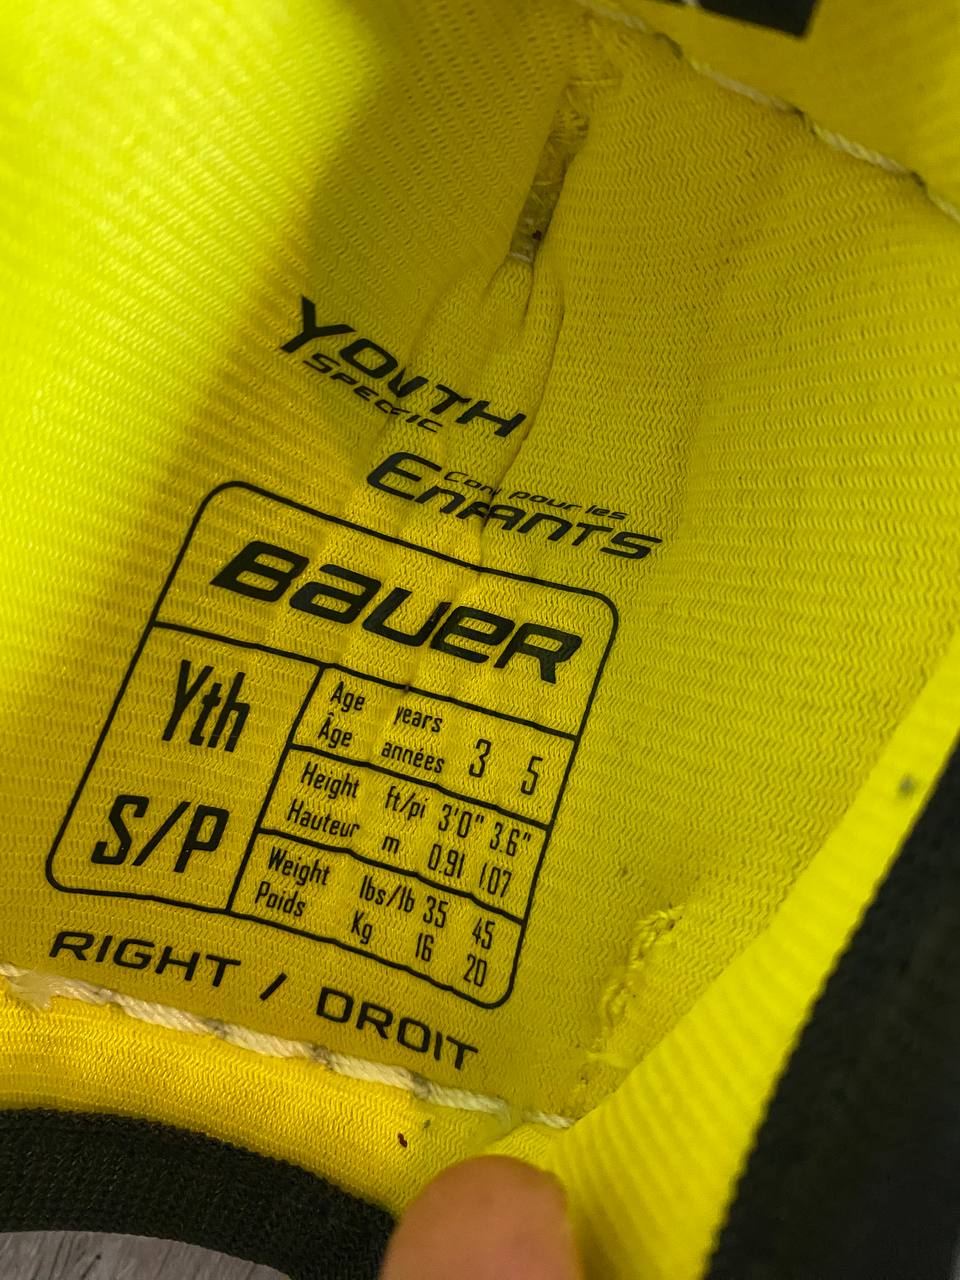 YOUTH
SPECIFIC
Conç pour les
ENFANTS
BAUER
Yth
S/P
Age years
Âge années 3 5
Height ft/pi 3'0" 3.6"
Hauteur m 0.91 1.07
Weight lbs/lb 35 45
Poids Kg 16 20
RIGHT / DROIT